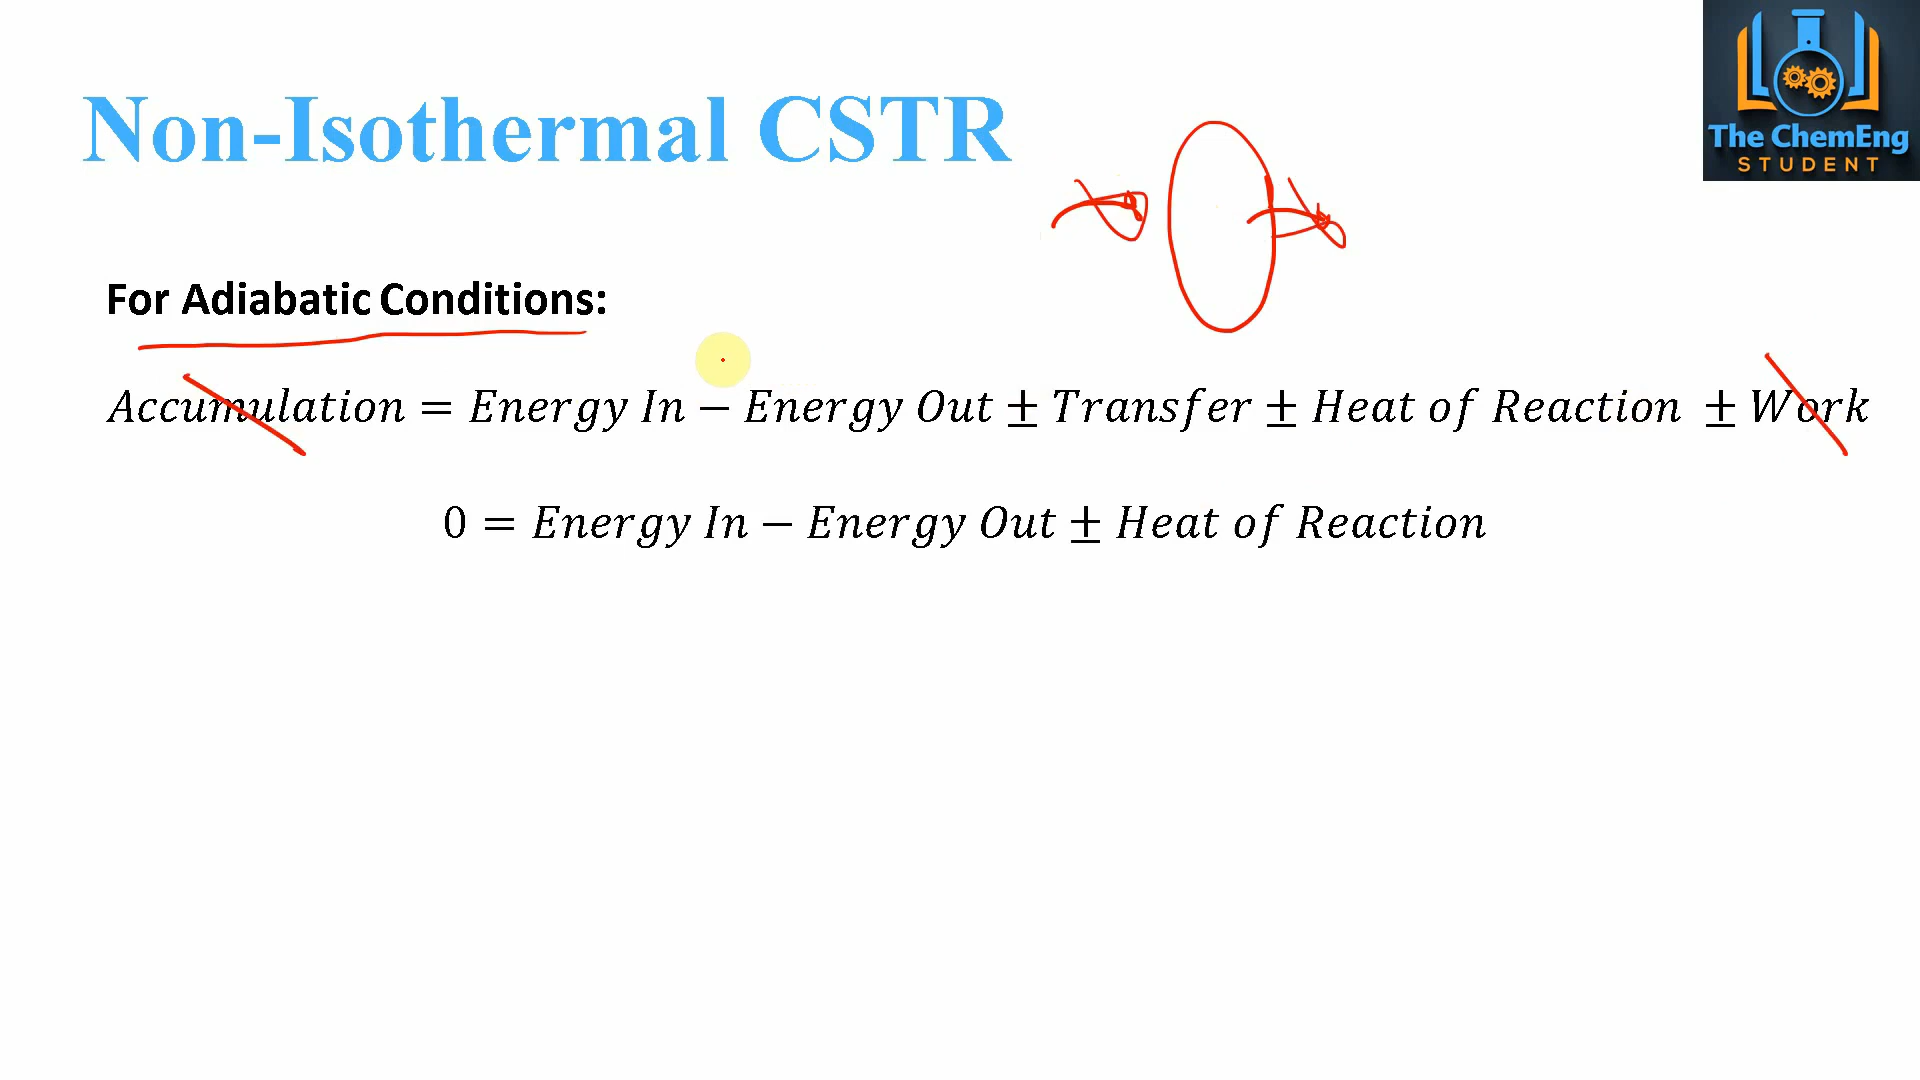 Non-Isothermal CSTR
The ChemEng
STUDENT
For Adiabatic Conditions:
Accumulation = Energy In − Energy Out ± Transfer ± Heat of Reaction ± Work
0 = Energy In − Energy Out ± Heat of Reaction